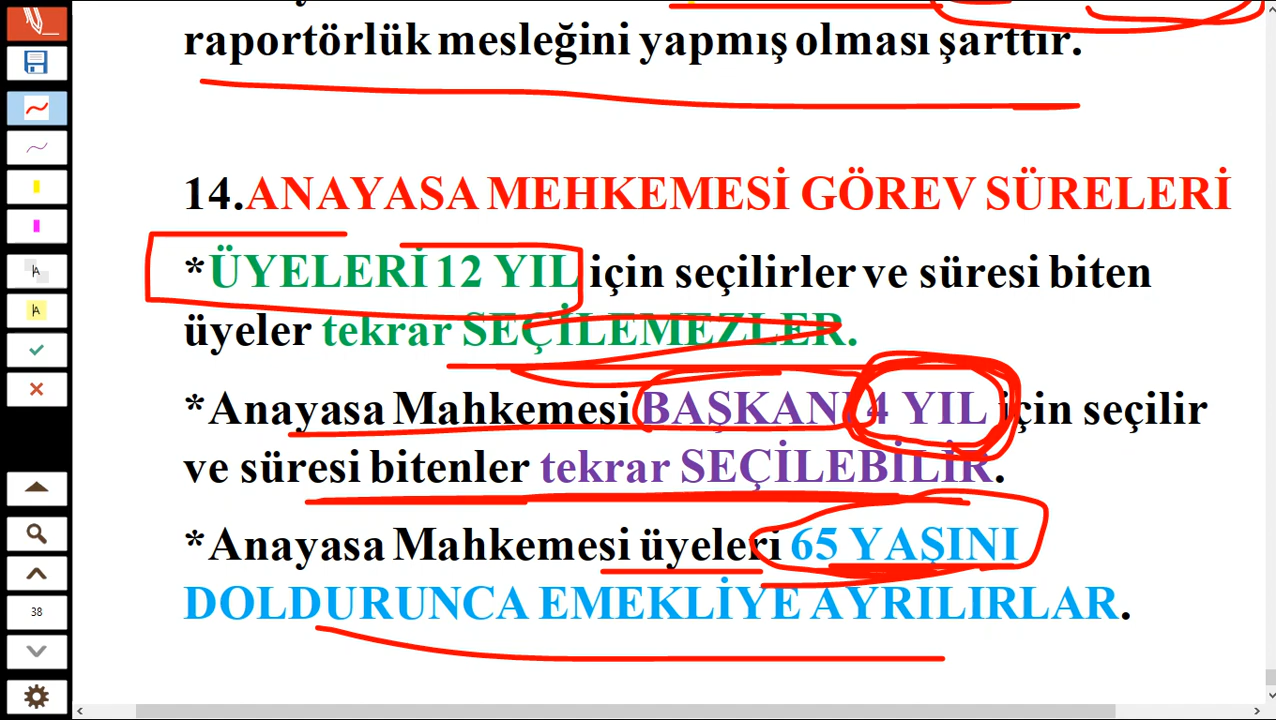 raportörlük mesleğini yapmış olması şarttır.
14.ANAYASA MEHKEMESİ GÖREV SÜRELERİ
*ÜYELERİ 12 YIL için seçilirler ve süresi biten
üyeler tekrar SEÇİLEMEZLER.
*Anayasa Mahkemesi BAŞKANI 4 YIL için seçilir
ve süresi bitenler tekrar SEÇİLEBİLİR.
*Anayasa Mahkemesi üyeleri 65 YAŞINI
DOLDURUNCA EMEKLİYE AYRILIRLAR.
38